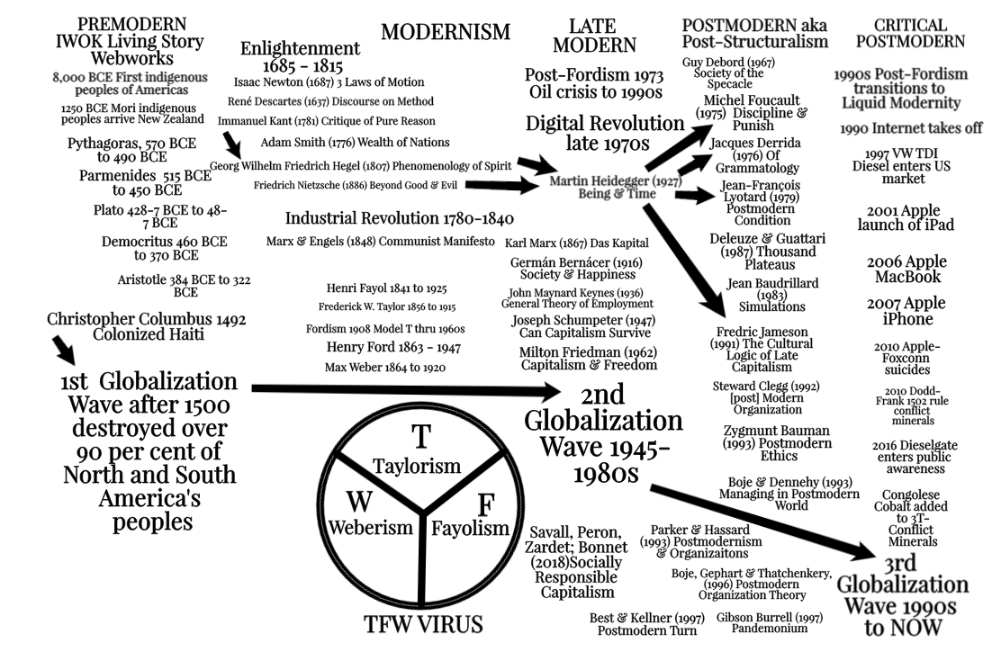 PREMODERN
IWOK Living Story
Webworks
8,000 BCE First indigenous
peoples of Americas
1250 BCE Mori indigenous
peoples arrive New Zealand
Pythagoras, 570 BCE
to 490 BCE
Parmenides 515 BCE
to 450 BCE
Plato 428-7 BCE to 48-
7 BCE
Democritus 460 BCE
to 370 BCE
Aristotle 384 BCE to 322
BCE
Christopher Columbus 1492
Colonized Haiti
1st Globalization
Wave after 1500
destroyed over
90 per cent of
North and South
America's
peoples
MODERNISM
Enlightenment
1685 - 1815
Isaac Newton (1687) 3 Laws of Motion
René Descartes (1637) Discourse on Method
Immanuel Kant (1781) Critique of Pure Reason
Adam Smith (1776) Wealth of Nations
Georg Wilhelm Friedrich Hegel (1807) Phenomenology of Spirit
Friedrich Nietzsche (1886) Beyond Good & Evil
Industrial Revolution 1780-1840
Marx & Engels (1848) Communist Manifesto
Henri Fayol 1841 to 1925
Frederick W. Taylor 1856 to 1915
Fordism 1908 Model T thru 1960s
Henry Ford 1863 - 1947
Max Weber 1864 to 1920
T
Taylorism
W
Weberism
F
Fayolism
TFW VIRUS
LATE
MODERN
Post-Fordism 1973
Oil crisis to 1990s
Digital Revolution
late 1970s
Martin Heidegger (1927)
Being & Time
Karl Marx (1867) Das Kapital
Germán Bernácer (1916)
Society & Happiness
John Maynard Keynes (1936)
General Theory of Employment
Joseph Schumpeter (1947)
Can Capitalism Survive
Milton Friedman (1962)
Capitalism & Freedom
2nd
Globalization
Wave 1945-
1980s
Savall, Peron,
Zardet; Bonnet
(2018)Socially
Responsible
Capitalism
POSTMODERN aka
Post-Structuralism
Guy Debord (1967)
Society of the
Specacle
Michel Foucault
(1975) Discipline &
Punish
Jacques Derrida
(1976) Of
Grammatology
Jean-François
Lyotard (1979)
Postmodern
Condition
Deleuze & Guattari
(1987) Thousand
Plateaus
Jean Baudrillard
(1983)
Simulations
Fredric Jameson
(1991) The Cultural
Logic of Late
Capitalism
Steward Clegg (1992)
[post] Modern
Organization
Zygmunt Bauman
(1993) Postmodern
Ethics
Boje & Dennehy (1993)
Managing in Postmodern
World
Parker & Hassard
(1993) Postmodernism
& Organizaitons
Boje, Gephart & Thatchenkery,
(1996) Postmodern
Organization Theory
Best & Kellner (1997)
Postmodern Turn
Gibson Burrell (1997)
Pandemonium
CRITICAL
POSTMODERN
1990s Post-Fordism
transitions to
Liquid Modernity
1990 Internet takes off
1997 VW TDI
Diesel enters US
market
2001 Apple
launch of iPad
2006 Apple
MacBook
2007 Apple
iPhone
2010 Apple-
Foxconn
suicides
2010 Dodd-
Frank 1502 rule
conflict
minerals
2016 Dieselgate
enters public
awareness
Congolese
Cobalt added
to 3T-
Conflict
Minerals
3rd
Globalization
Wave 1990s
to NOW